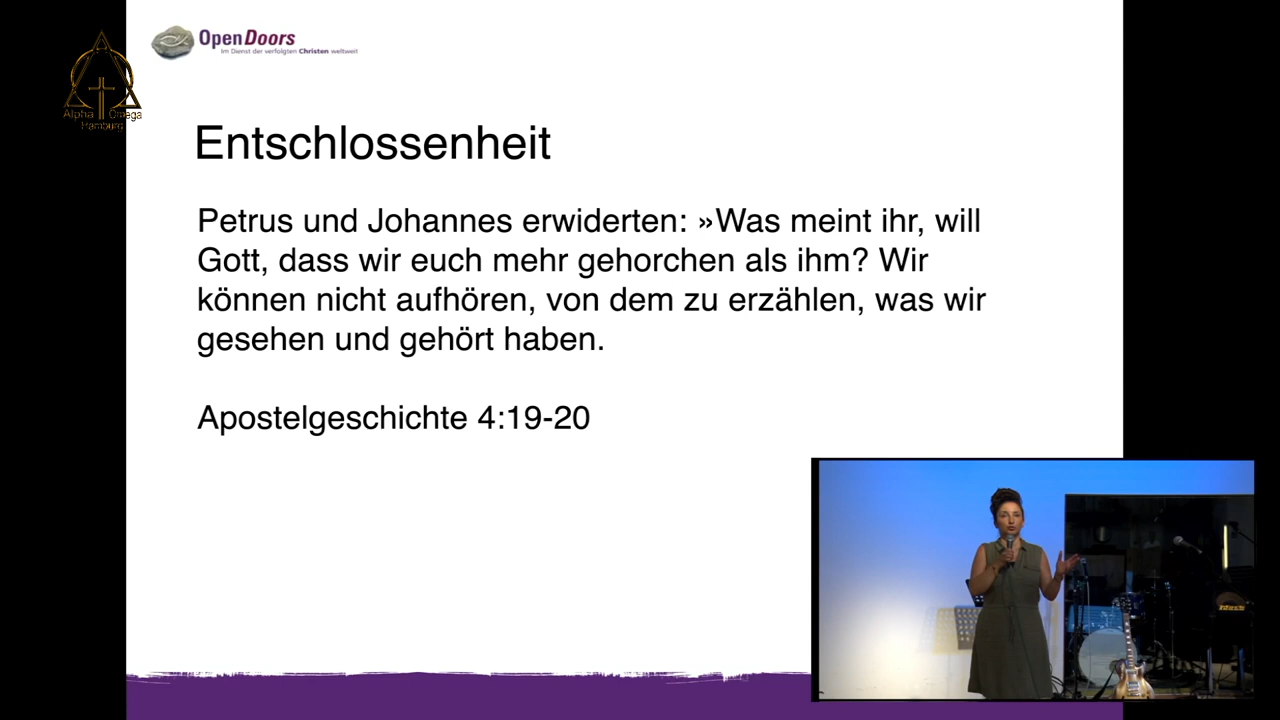 OpenDoors
Im Dienst der verfolgten Christen weltweit
Alpha Omega
Hamburg
Entschlossenheit
Petrus und Johannes erwiderten: »Was meint ihr, will
Gott, dass wir euch mehr gehorchen als ihm? Wir
können nicht aufhören, von dem zu erzählen, was wir
gesehen und gehört haben.
Apostelgeschichte 4:19-20